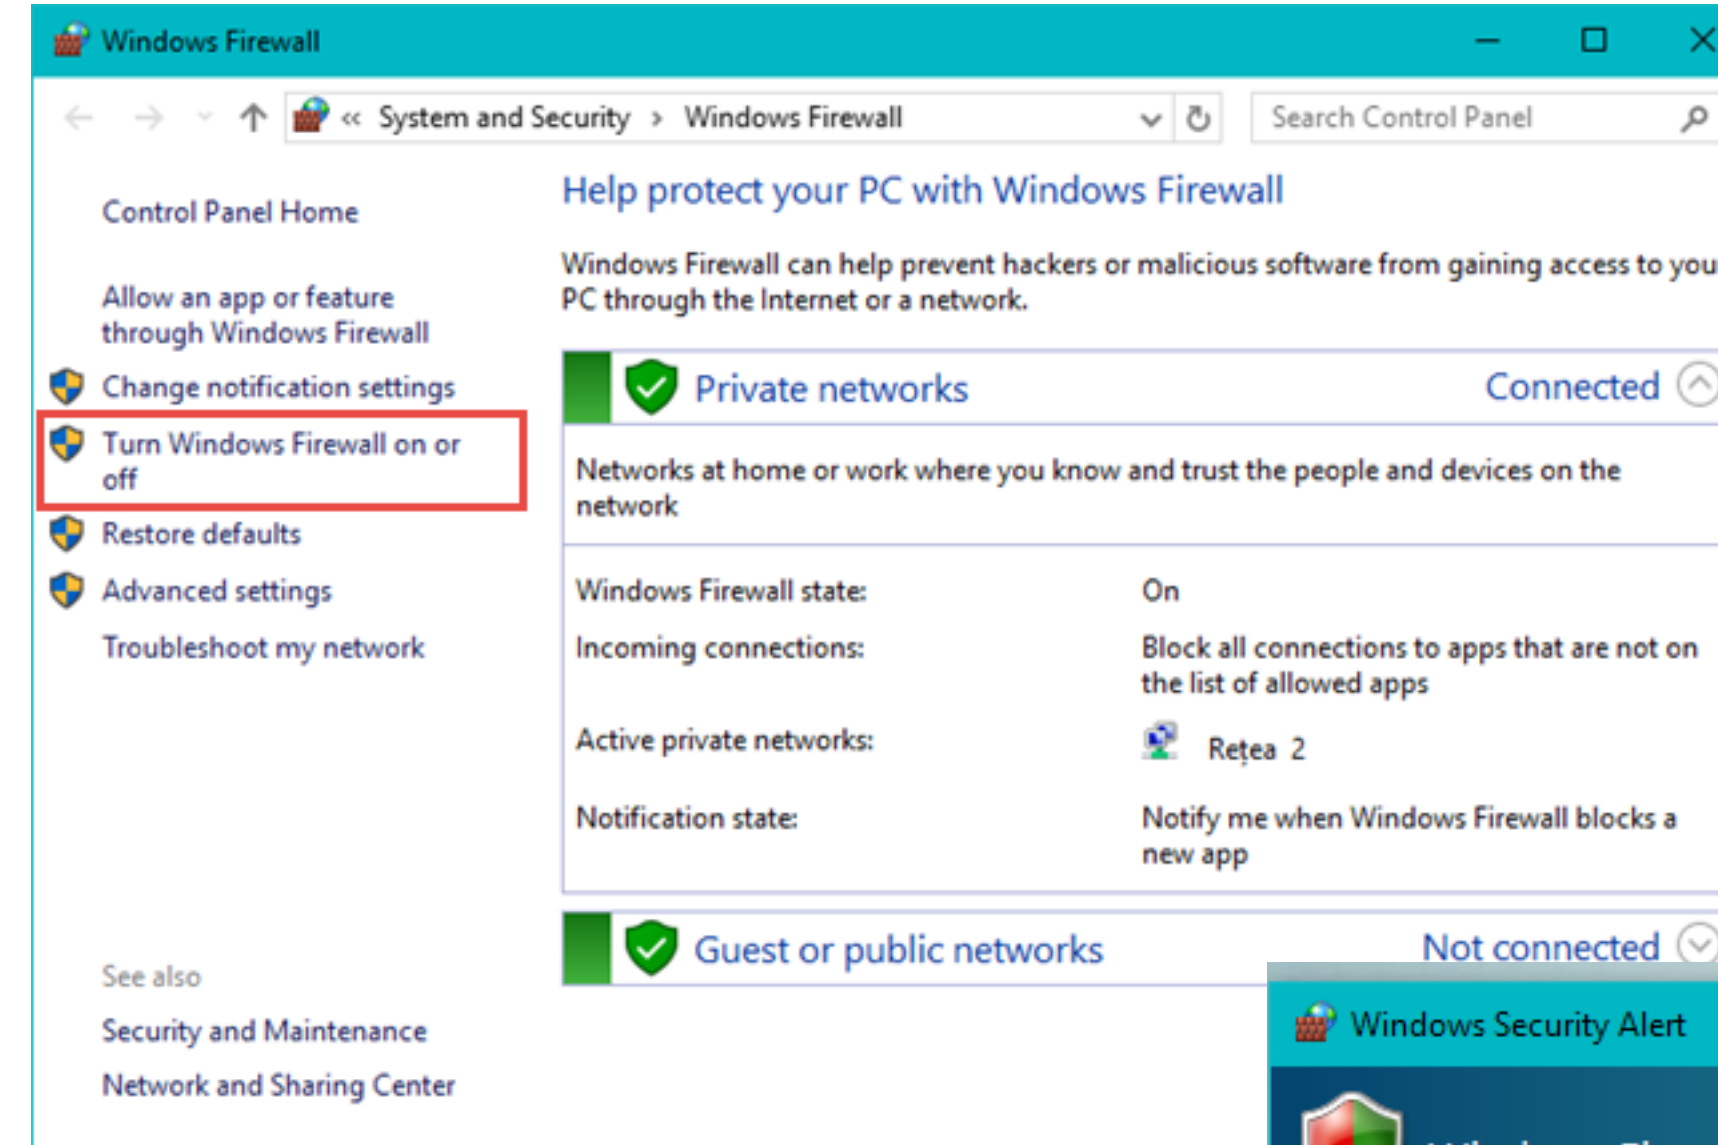 Windows Firewall
« System and Security > Windows Firewall
Search Control Panel
Control Panel Home
Allow an app or feature
through Windows Firewall
Change notification settings
Turn Windows Firewall on or
off
Restore defaults
Advanced settings
Troubleshoot my network
See also
Security and Maintenance
Network and Sharing Center
Help protect your PC with Windows Firewall
Windows Firewall can help prevent hackers or malicious software from gaining access to you
PC through the Internet or a network.
Private networks Connected
Networks at home or work where you know and trust the people and devices on the
network
Windows Firewall state: On
Incoming connections: Block all connections to apps that are not on
the list of allowed apps
Active private networks: Rețea 2
Notification state: Notify me when Windows Firewall blocks a
new app
Guest or public networks Not connected
Windows Security Alert